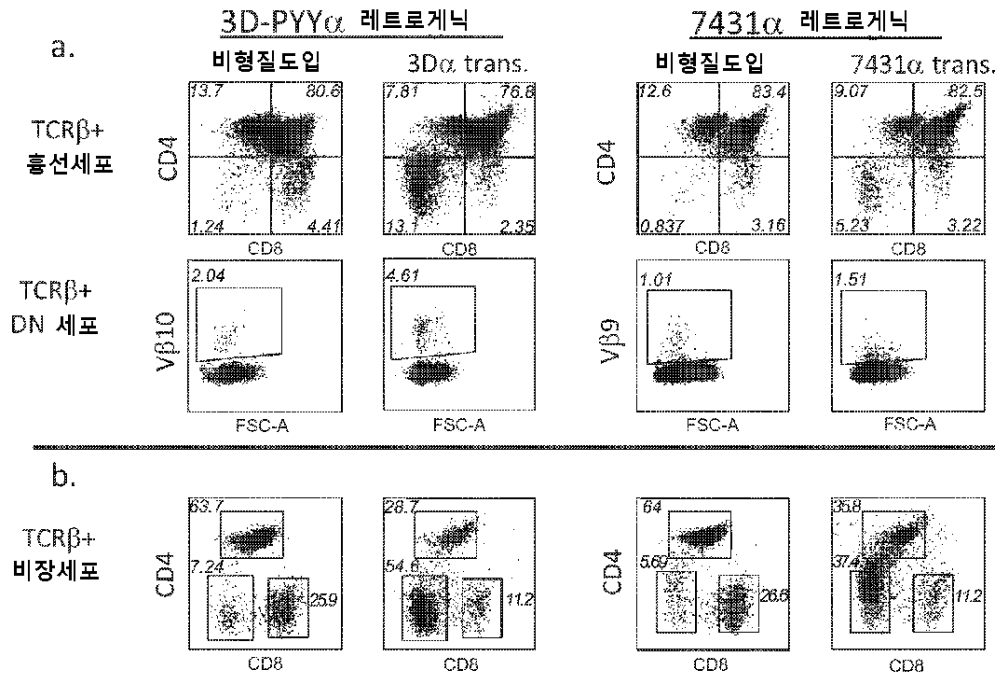 3D-PYYα 레트로게닉
7431α 레트로게닉
a.
비형질도입
3Dα trans.
비형질도입
7431α trans.
TCRβ+
흉선세포
CD4
13.7
80.6
1.24
4.41
CD8
7.81
76.8
13.1
2.35
CD8
CD4
12.6
83.4
0.837
3.16
CD8
9.07
82.5
5.23
3.22
CD8
TCRβ+
DN 세포
Vβ10
2.04
FSC-A
4.61
FSC-A
Vβ9
1.01
FSC-A
1.51
FSC-A
b.
TCRβ+
비장세포
CD4
63.7
7.24
25.9
CD8
28.7
54.6
11.2
CD8
CD4
64
5.69
26.6
CD8
35.8
37.4
11.2
CD8